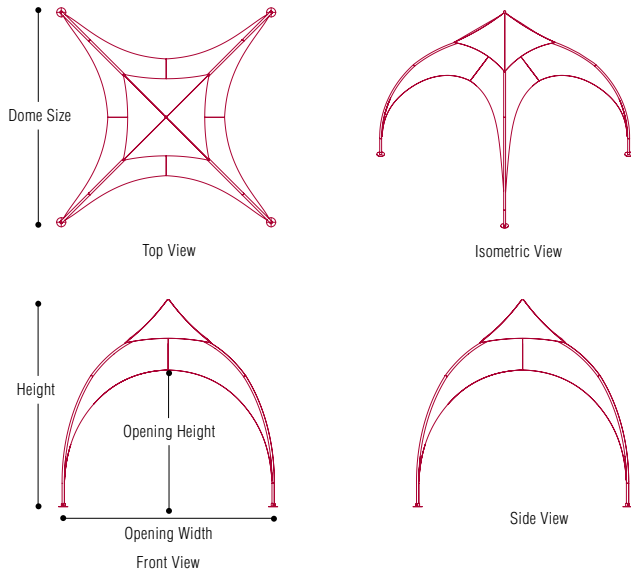 Dome Size
Top View
Isometric View
Height
Opening Height
Opening Width
Front View
Side View